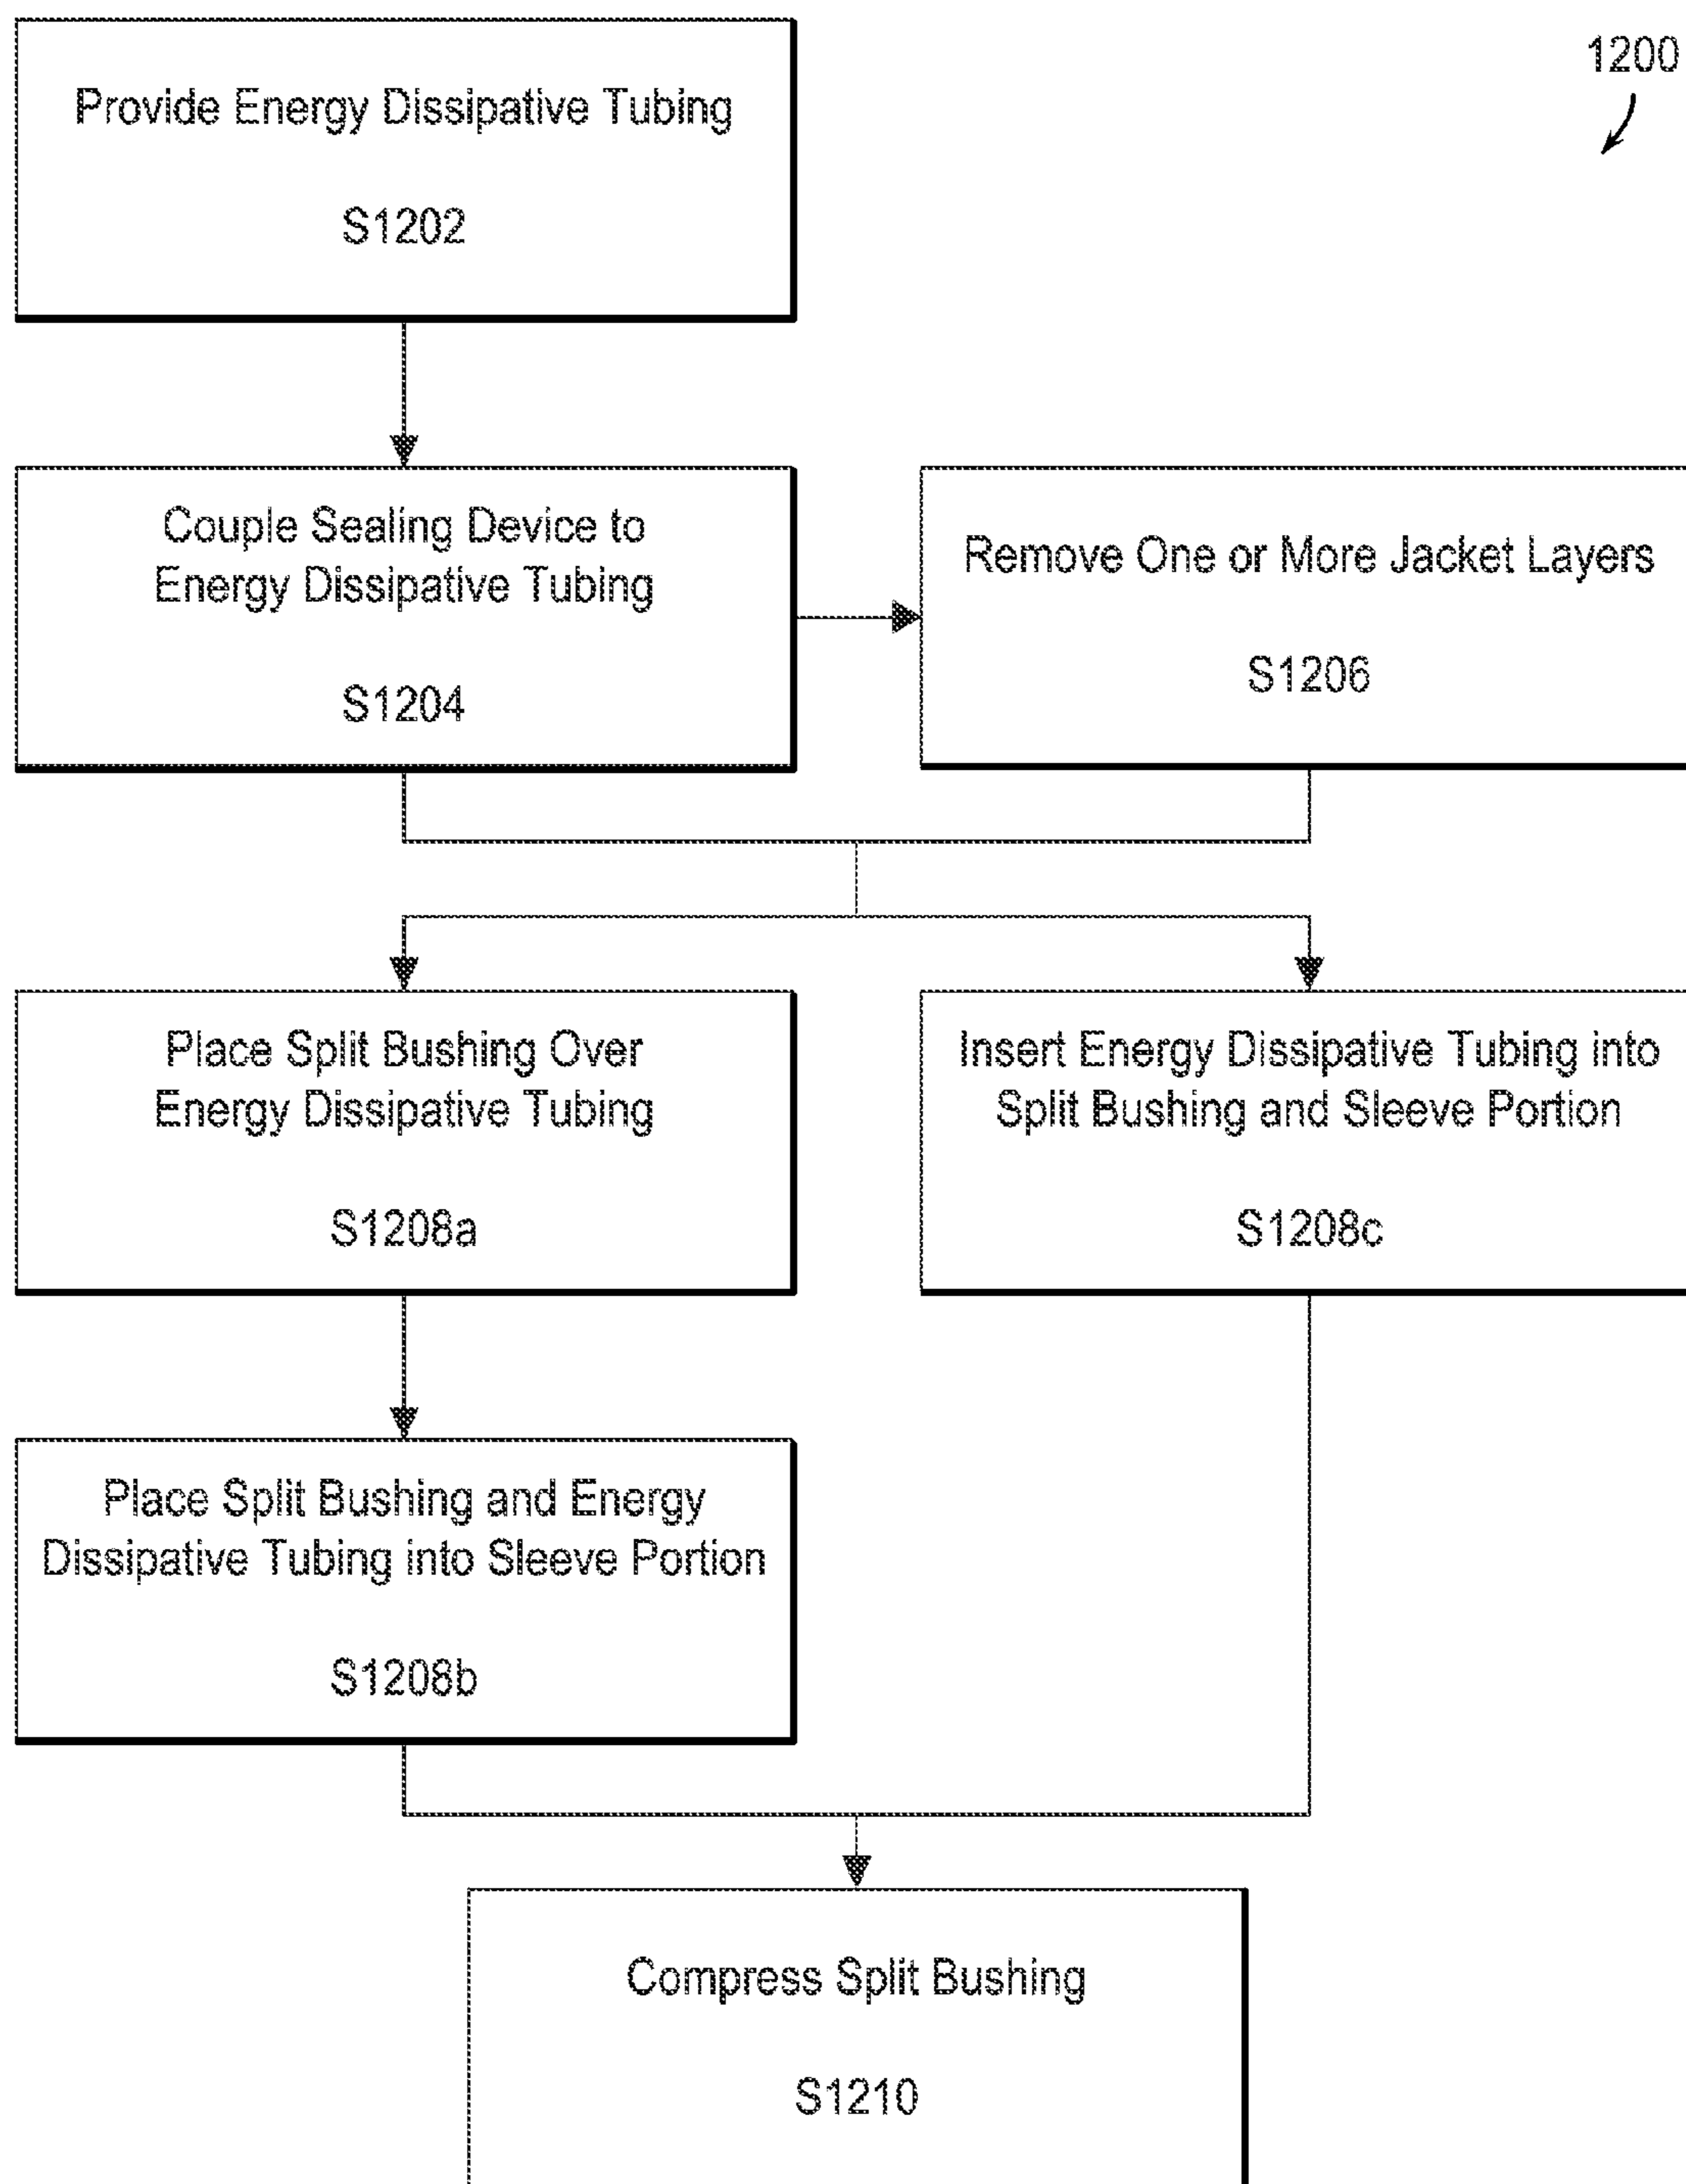 1200
Provide Energy Dissipative Tubing
S1202
Couple Sealing Device to
Energy Dissipative Tubing
S1204
Remove One or More Jacket Layers
S1206
Place Split Bushing Over
Energy Dissipative Tubing
S1208a
Insert Energy Dissipative Tubing into
Split Bushing and Sleeve Portion
S1208c
Place Split Bushing and Energy
Dissipative Tubing into Sleeve Portion
S1208b
Compress Split Bushing
S1210